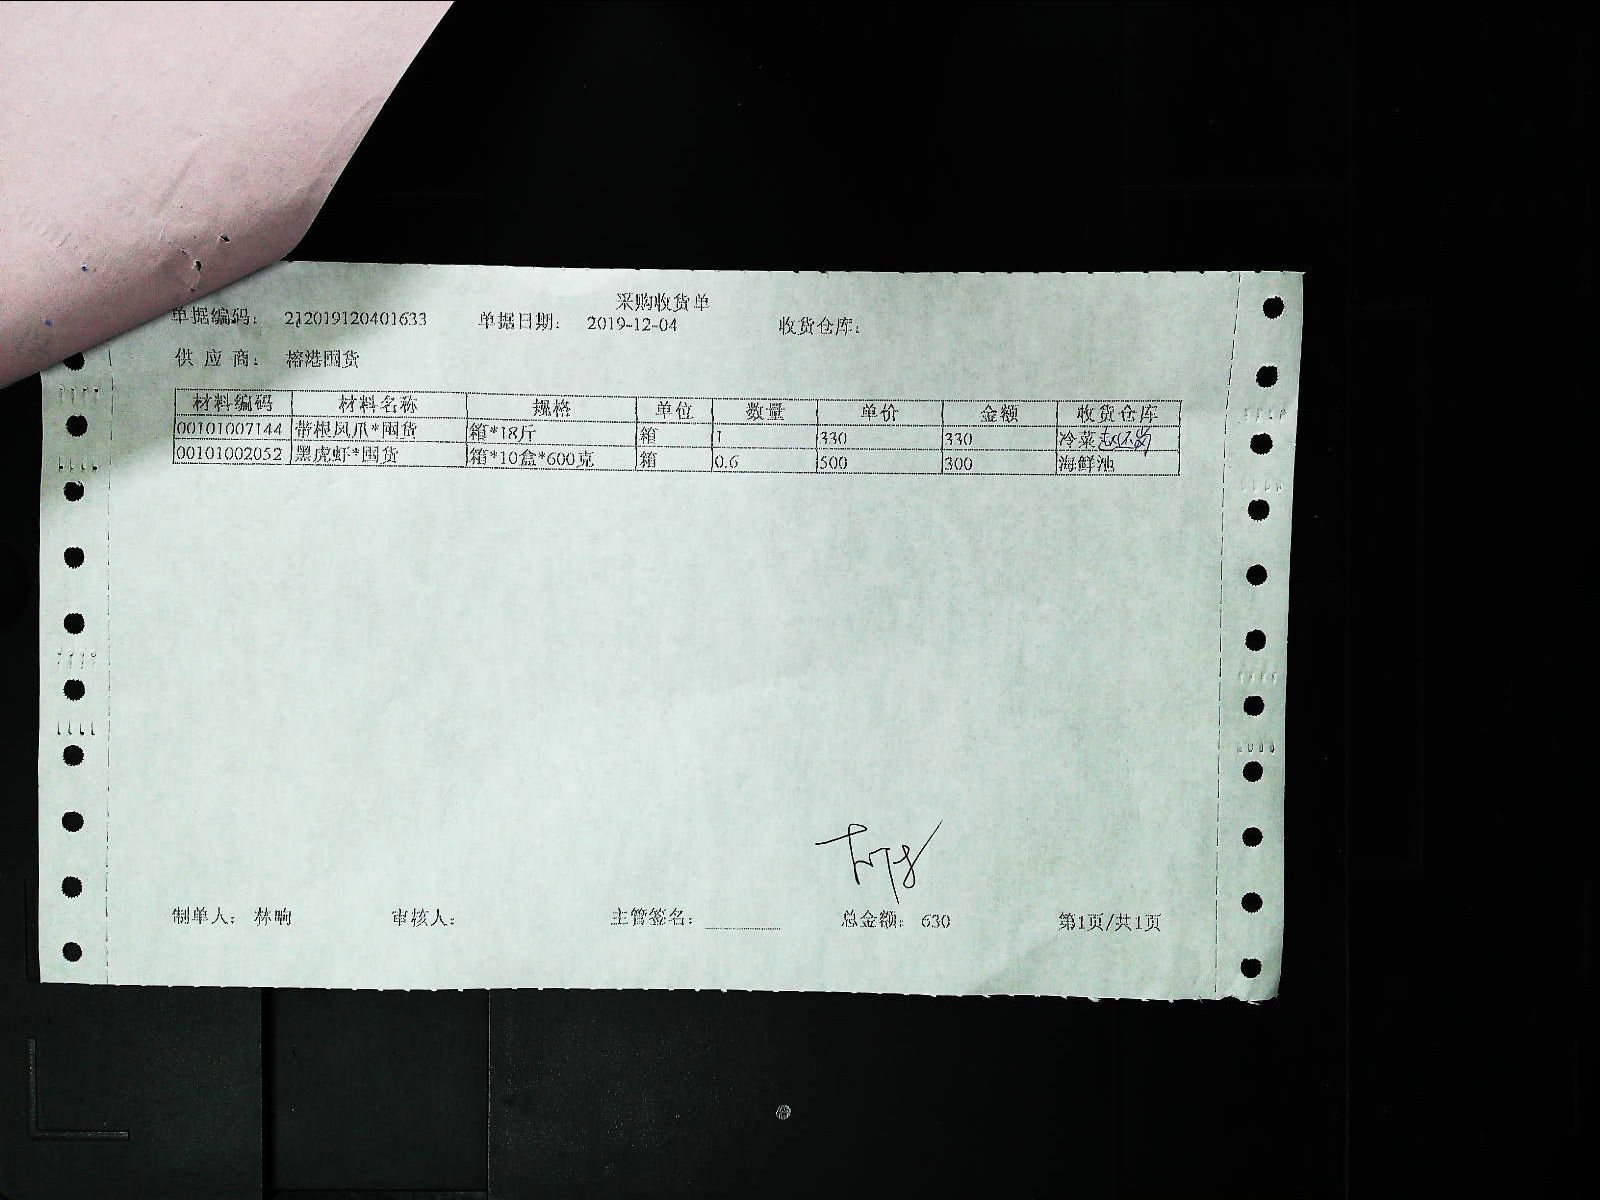 采购收货单
单据编码： 212019120401633 单据日期： 2019-12-04 收货仓库：
供 应 商： 榕港囤货
材料编码 材料名称 规格 单位 数量 单价 金额 收货仓库
00101007144 带根凤爪*囤货 箱*18斤 箱 1 330 330 冷菜
00101002052 黑虎虾*囤货 箱*10盒*600克 箱 0.6 500 300 海鲜池
制单人： 林晌 审核人： 主管签名： 总金额： 630 第1页/共1页